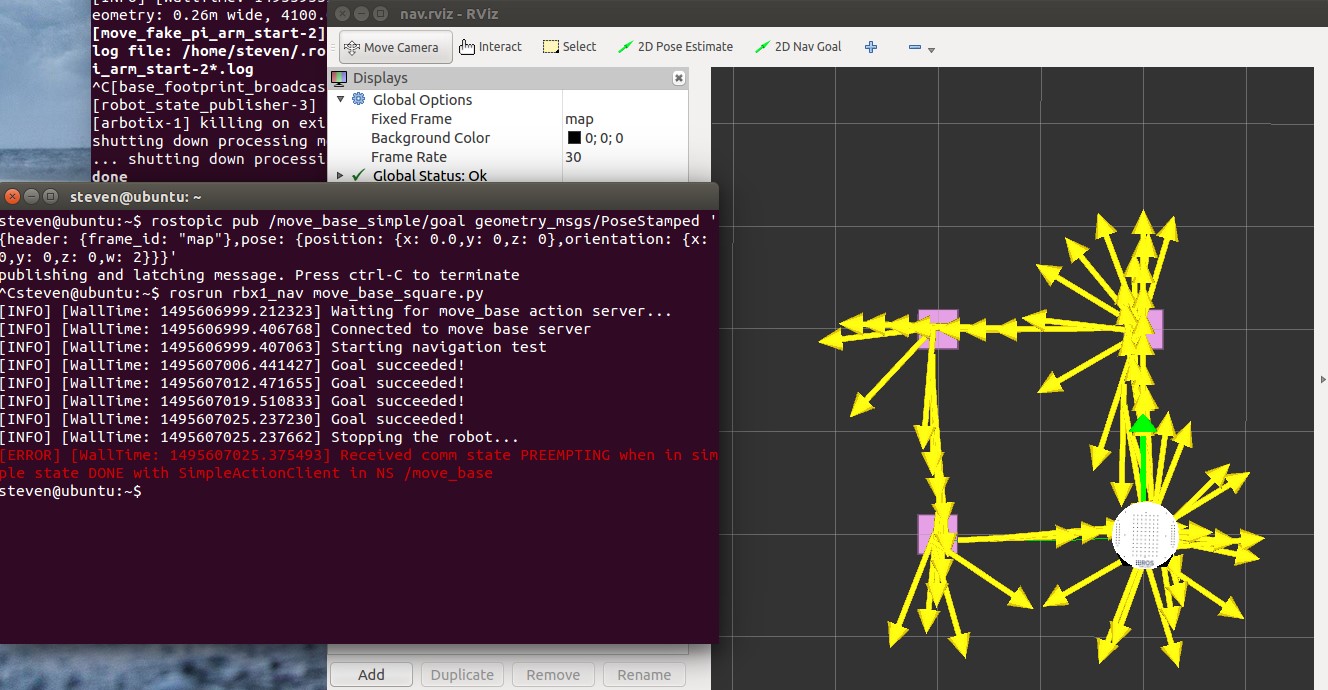 [INFO] [WallTime: 1495593
eometry: 0.26m wide, 4100.
[move_fake_pi_arm_start-2]
log file: /home/steven/.ro
i_arm_start-2*.log
^C[base_footprint_broadcas
[robot_state_publisher-3]
[arbotix-1] killing on exi
shutting down processing m
... shutting down processi
done
nav.rviz - RViz
Move Camera Interact Select 2D Pose Estimate 2D Nav Goal
Displays
Global Options
Fixed Frame map
Background Color 0; 0; 0
Frame Rate 30
Global Status: Ok
steven@ubuntu: ~
steven@ubuntu:~$ rostopic pub /move_base_simple/goal geometry_msgs/PoseStamped '
{header: {frame_id: "map"},pose: {position: {x: 0.0,y: 0,z: 0},orientation: {x:
0,y: 0,z: 0,w: 2}}}'
publishing and latching message. Press ctrl-C to terminate
^Csteven@ubuntu:~$ rosrun rbx1_nav move_base_square.py
[INFO] [WallTime: 1495606999.212323] Waiting for move_base action server...
[INFO] [WallTime: 1495606999.406768] Connected to move base server
[INFO] [WallTime: 1495606999.407063] Starting navigation test
[INFO] [WallTime: 1495607006.441427] Goal succeeded!
[INFO] [WallTime: 1495607012.471655] Goal succeeded!
[INFO] [WallTime: 1495607019.510833] Goal succeeded!
[INFO] [WallTime: 1495607025.237230] Goal succeeded!
[INFO] [WallTime: 1495607025.237662] Stopping the robot...
[ERROR] [WallTime: 1495607025.375493] Received comm state PREEMPTING when in sim
ple state DONE with SimpleActionClient in NS /move_base
steven@ubuntu:~$
Add Duplicate Remove Rename
ROS